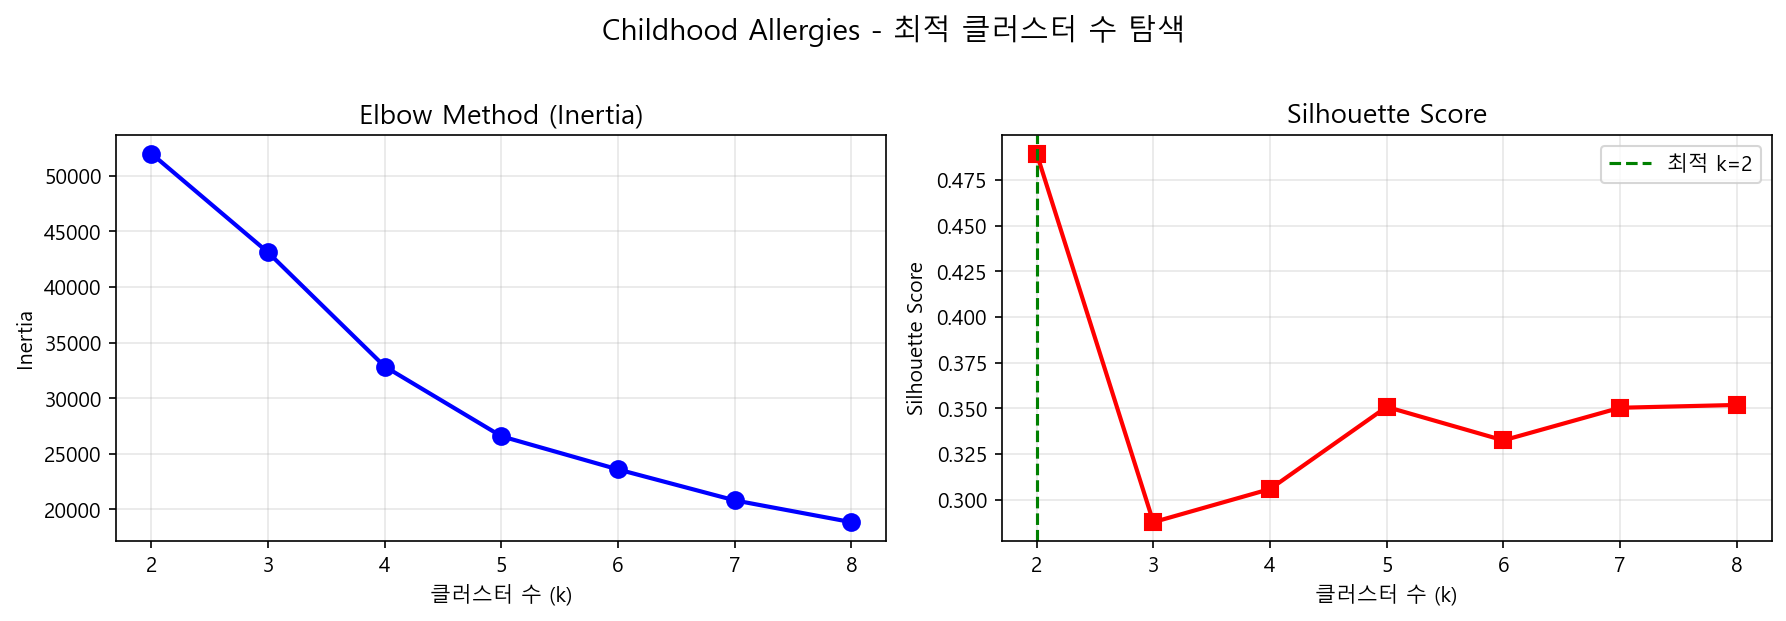 Childhood Allergies - 최적 클러스터 수 탐색
Elbow Method (Inertia)
Inertia
50000
45000
40000
35000
30000
25000
20000
2 3 4 5 6 7 8
클러스터 수 (k)
Silhouette Score
Silhouette Score
0.475
0.450
0.425
0.400
0.375
0.350
0.325
0.300
최적 k=2
2 3 4 5 6 7 8
클러스터 수 (k)